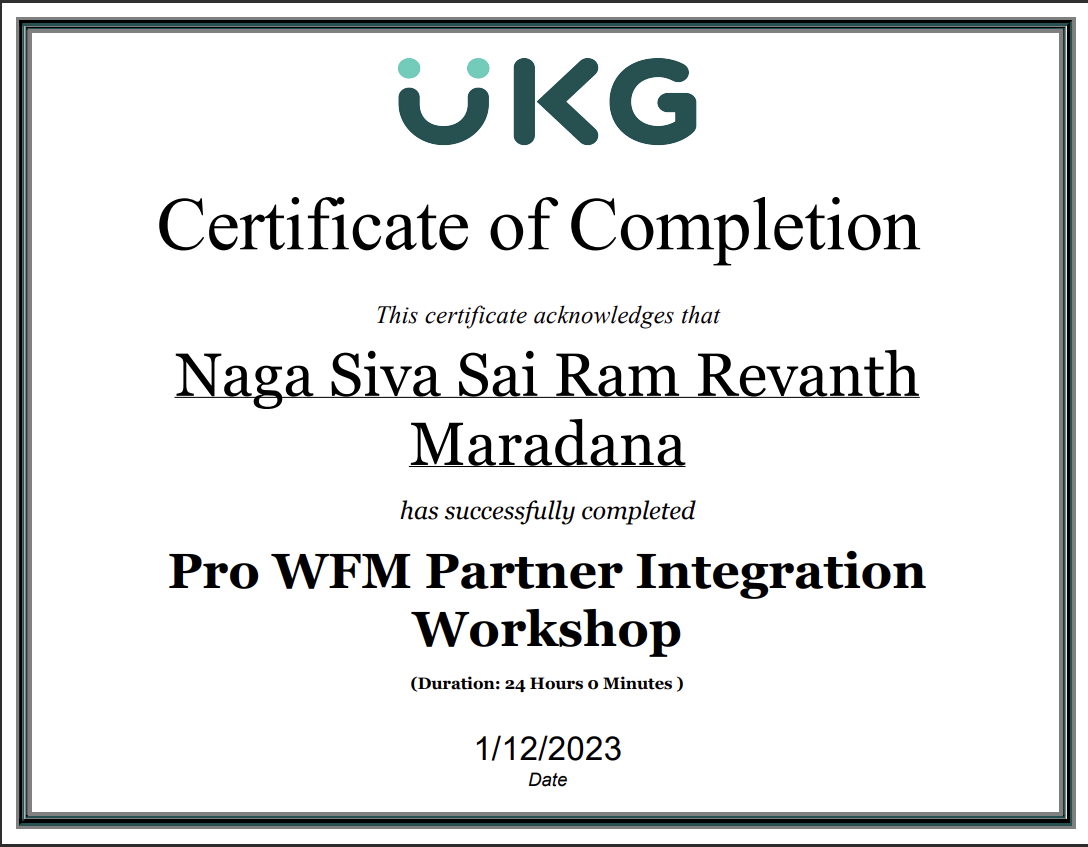 UKG
Certificate of Completion
This certificate acknowledges that
Naga Siva Sai Ram Revanth
Maradana
has successfully completed
Pro WFM Partner Integration
Workshop
(Duration: 24 Hours 0 Minutes )
1/12/2023
Date